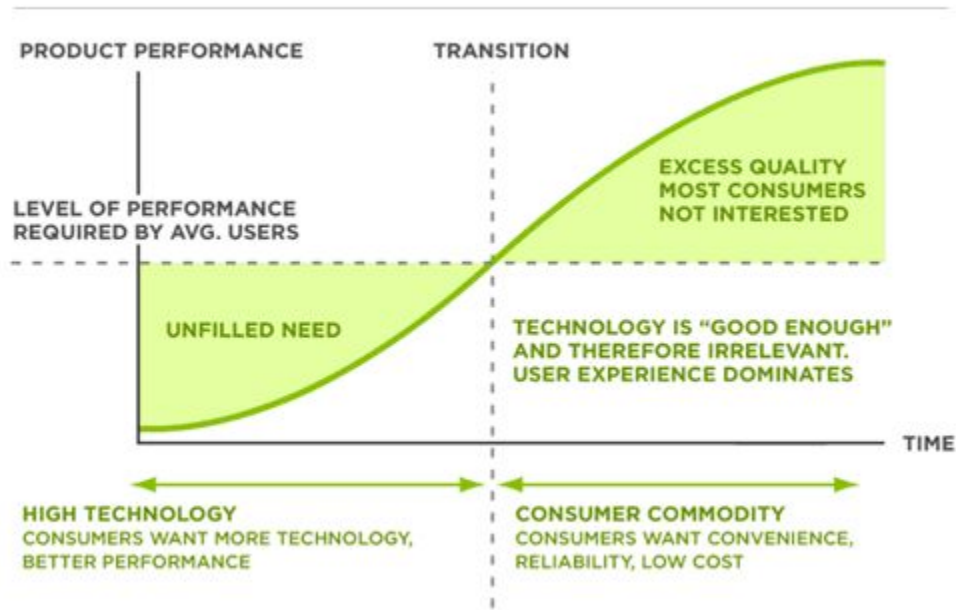 PRODUCT PERFORMANCE
TRANSITION
EXCESS QUALITY
MOST CONSUMERS
NOT INTERESTED
LEVEL OF PERFORMANCE
REQUIRED BY AVG. USERS
UNFILLED NEED
TECHNOLOGY IS “GOOD ENOUGH”
AND THEREFORE IRRELEVANT.
USER EXPERIENCE DOMINATES
TIME
HIGH TECHNOLOGY
CONSUMERS WANT MORE TECHNOLOGY,
BETTER PERFORMANCE
CONSUMER COMMODITY
CONSUMERS WANT CONVENIENCE,
RELIABILITY, LOW COST